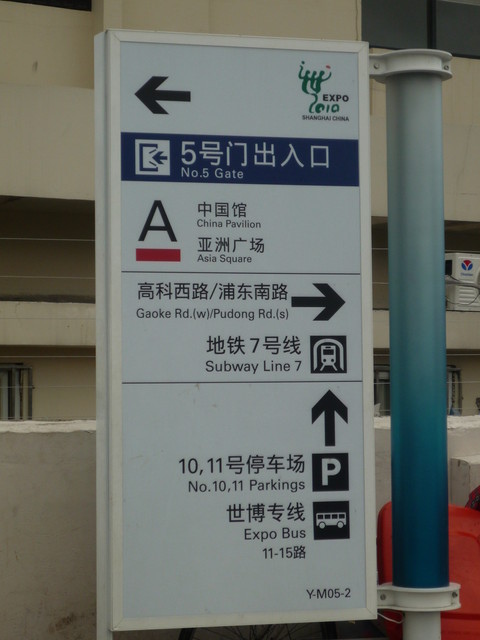 EXPO
2010
SHANGHAI CHINA
5号门出入口
No.5 Gate
A
中国馆
China Pavilion
亚洲广场
Asia Square
高科西路/浦东南路
Gaoke Rd.(w)/Pudong Rd.(s)
地铁7号线
Subway Line 7
10,11号停车场
P
No.10,11 Parkings
世博专线
Expo Bus
11-15路
Y-M05-2